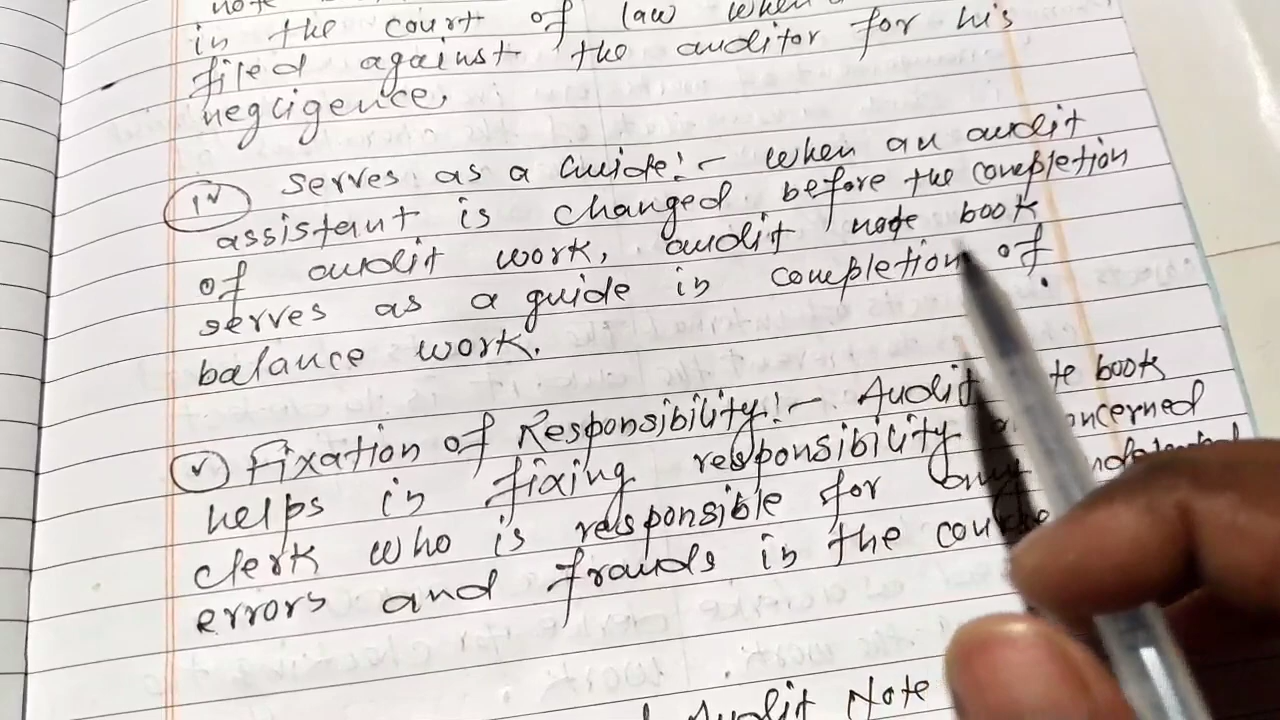 note
in the court of law when
filed against the auditor for his
negligence,
(iv) serves as a Guide:- when an audit
assistant is changed before the completion
of audit work, audit note book
serves as a guide in completion of.
balance work.
(v) Fixation of Responsibility:- Audit te book
helps in fixing responsibility oncerned
clerk who is responsible for any
errors and frauds in the
Audit Note